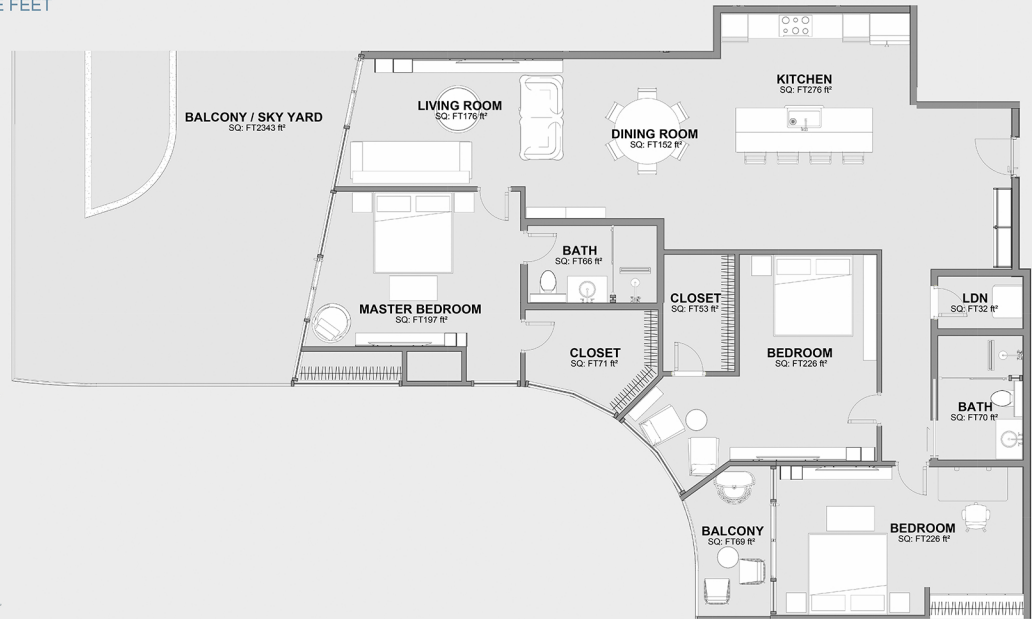 E FEET
BALCONY / SKY YARD
SQ: FT2343 ft²
LIVING ROOM
SQ: FT176 ft²
DINING ROOM
SQ: FT152 ft²
KITCHEN
SQ: FT276 ft²
BATH
SQ: FT66 ft²
MASTER BEDROOM
SQ: FT197 ft²
CLOSET
SQ: FT53 ft²
CLOSET
SQ: FT71 ft²
BEDROOM
SQ: FT226 ft²
LDN
SQ: FT32 ft²
BATH
SQ: FT70 ft²
BALCONY
SQ: FT69 ft²
BEDROOM
SQ: FT226 ft²